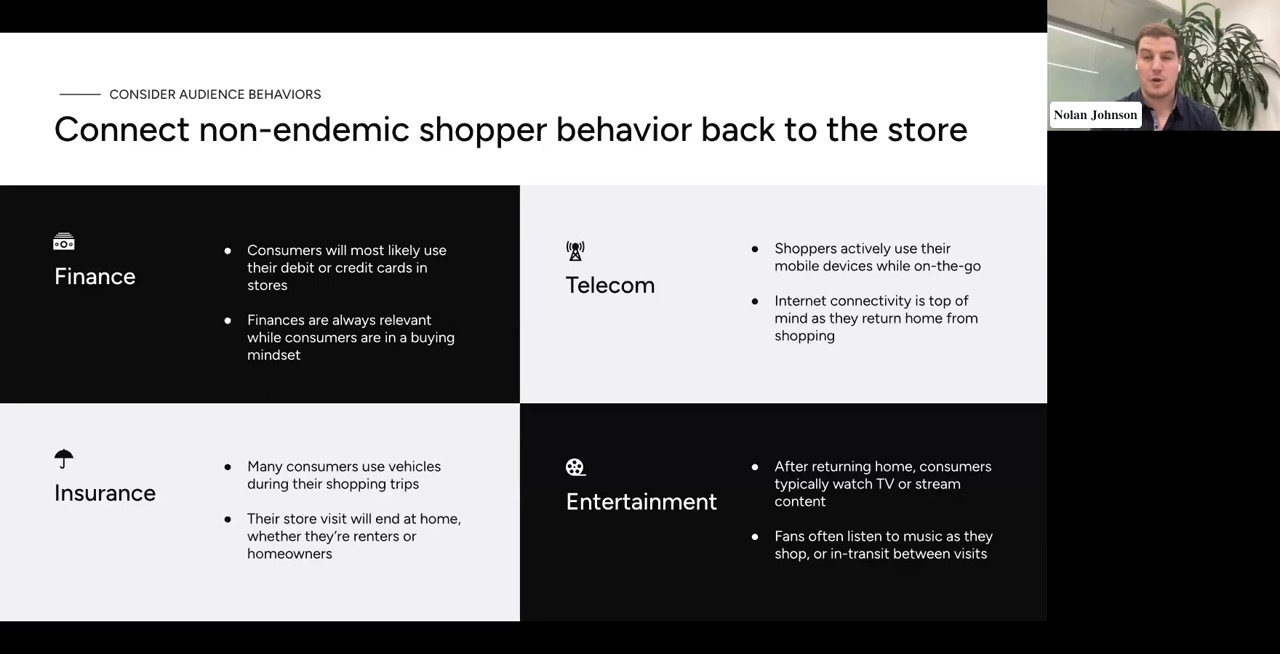 CONSIDER AUDIENCE BEHAVIORS
Connect non-endemic shopper behavior back to the store
Nolan Johnson
Finance
● Consumers will most likely use
their debit or credit cards in
stores
● Finances are always relevant
while consumers are in a buying
mindset
Telecom
● Shoppers actively use their
mobile devices while on-the-go
● Internet connectivity is top of
mind as they return home from
shopping
Insurance
● Many consumers use vehicles
during their shopping trips
● Their store visit will end at home,
whether they’re renters or
homeowners
Entertainment
● After returning home, consumers
typically watch TV or stream
content
● Fans often listen to music as they
shop, or in-transit between visits